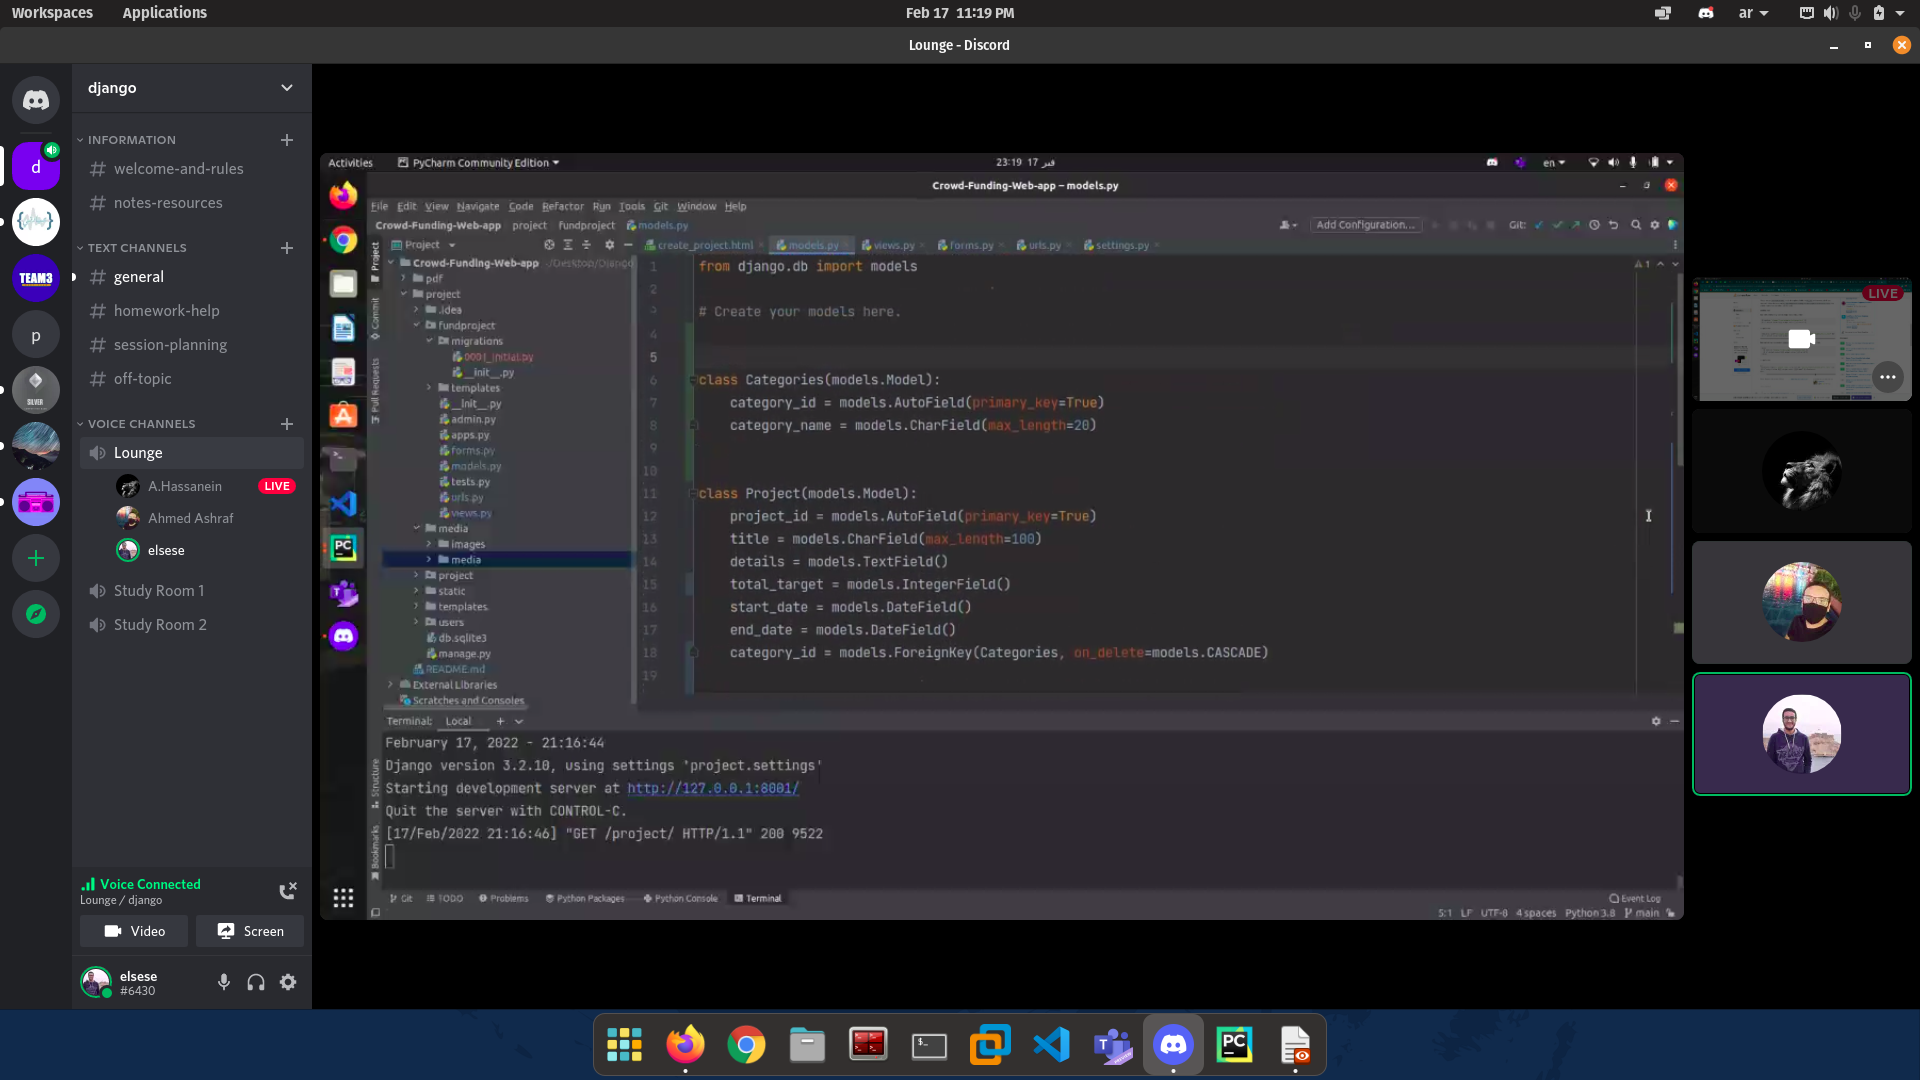 Workspaces Applications
Feb 17 11:19 PM
ar
Lounge - Discord
django
INFORMATION
# welcome-and-rules
# notes-resources
TEXT CHANNELS
# general
# homework-help
# session-planning
# off-topic
VOICE CHANNELS
Lounge
A.Hassanein LIVE
Ahmed Ashraf
elsese
Study Room 1
Study Room 2
Voice Connected
Lounge / django
Video Screen
elsese
#6430
d
TEAM3
p
SILVER
Activities PyCharm Community Edition 23:19 17 فبر en
Crowd-Funding-Web-app – models.py
File Edit View Navigate Code Refactor Run Tools Git Window Help
Crowd-Funding-Web-app project fundproject models.py Add Configuration... Git:
Project
create_project.html models.py views.py forms.py urls.py settings.py
Project
Commit
Pull Requests
Structure
Bookmarks
Crowd-Funding-Web-app ~/Desktop/Django
pdf
project
.idea
fundproject
migrations
0001_initial.py
__init__.py
templates
__init__.py
admin.py
apps.py
forms.py
models.py
tests.py
urls.py
views.py
media
images
media
project
static
templates
users
db.sqlite3
manage.py
README.md
External Libraries
Scratches and Consoles
1 from django.db import models
2
3 # Create your models here.
4
5
6 class Categories(models.Model):
7 category_id = models.AutoField(primary_key=True)
8 category_name = models.CharField(max_length=20)
9
10
11 class Project(models.Model):
12 project_id = models.AutoField(primary_key=True)
13 title = models.CharField(max_length=100)
14 details = models.TextField()
15 total_target = models.IntegerField()
16 start_date = models.DateField()
17 end_date = models.DateField()
18 category_id = models.ForeignKey(Categories, on_delete=models.CASCADE)
19
1
Terminal: Local
February 17, 2022 - 21:16:44
Django version 3.2.10, using settings 'project.settings'
Starting development server at http://127.0.0.1:8001/
Quit the server with CONTROL-C.
[17/Feb/2022 21:16:46] "GET /project/ HTTP/1.1" 200 9522
Git TODO Problems Python Packages Python Console Terminal Event Log
5:1 LF UTF-8 4 spaces Python 3.8 main
LIVE
PC
PC